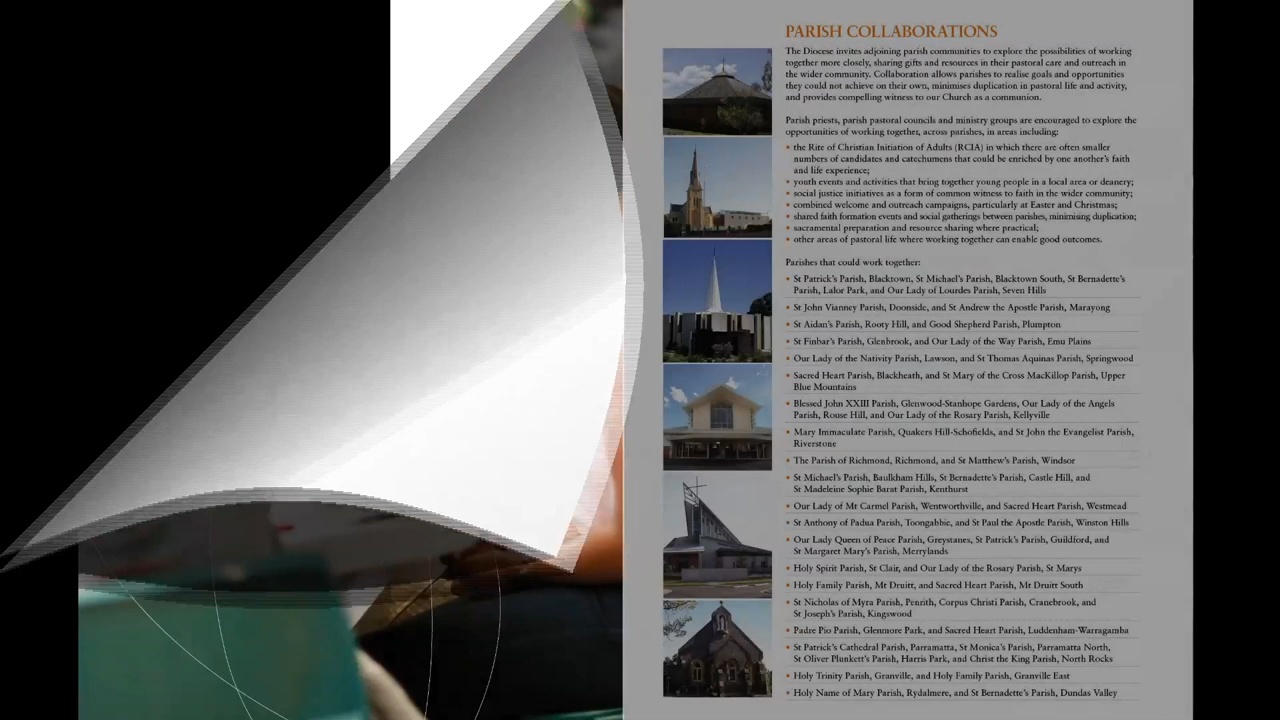 PARISH COLLABORATIONS
The Diocese invites adjoining parish communities to explore the possibilities of working
together more closely, sharing gifts and resources in their pastoral care and outreach in
the wider community. Collaboration allows parishes to realise goals and opportunities
they could not achieve on their own, minimises duplication in pastoral life and activity,
and provides compelling witness to our Church as a communion.
Parish priests, parish pastoral councils and ministry groups are encouraged to explore the
opportunities of working together, across parishes, in areas including:
• the Rite of Christian Initiation of Adults (RCIA) in which there are often smaller
numbers of candidates and catechumens that could be enriched by one another's faith
and life experience;
• youth events and activities that bring together young people in a local area or deanery;
• social justice initiatives as a form of common witness to faith in the wider community;
• combined welcome and outreach campaigns, particularly at Easter and Christmas;
• shared faith formation events and social gatherings between parishes, minimising duplication;
• sacramental preparation and resource sharing where practical;
• other areas of pastoral life where working together can enable good outcomes.
Parishes that could work together:
• St Patrick's Parish, Blacktown, St Michael's Parish, Blacktown South, St Bernadette's
Parish, Lalor Park, and Our Lady of Lourdes Parish, Seven Hills
• St John Vianney Parish, Doonside, and St Andrew the Apostle Parish, Marayong
• St Aidan's Parish, Rooty Hill, and Good Shepherd Parish, Plumpton
• St Finbar's Parish, Glenbrook, and Our Lady of the Way Parish, Emu Plains
• Our Lady of the Nativity Parish, Lawson, and St Thomas Aquinas Parish, Springwood
• Sacred Heart Parish, Blackheath, and St Mary of the Cross MacKillop Parish, Upper
Blue Mountains
• Blessed John XXIII Parish, Glenwood-Stanhope Gardens, Our Lady of the Angels
Parish, Rouse Hill, and Our Lady of the Rosary Parish, Kellyville
• Mary Immaculate Parish, Quakers Hill-Schofields, and St John the Evangelist Parish,
Riverstone
• The Parish of Richmond, Richmond, and St Matthew's Parish, Windsor
• St Michael's Parish, Baulkham Hills, St Bernadette's Parish, Castle Hill, and
St Madeleine Sophie Barat Parish, Kenthurst
• Our Lady of Mt Carmel Parish, Wentworthville, and Sacred Heart Parish, Westmead
• St Anthony of Padua Parish, Toongabbie, and St Paul the Apostle Parish, Winston Hills
• Our Lady Queen of Peace Parish, Greystanes, St Patrick's Parish, Guildford, and
St Margaret Mary's Parish, Merrylands
• Holy Spirit Parish, St Clair, and Our Lady of the Rosary Parish, St Marys
• Holy Family Parish, Mt Druitt, and Sacred Heart Parish, Mt Druitt South
• St Nicholas of Myra Parish, Penrith, Corpus Christi Parish, Cranebrook, and
St Joseph's Parish, Kingswood
• Padre Pio Parish, Glenmore Park, and Sacred Heart Parish, Luddenham-Warragamba
• St Patrick's Cathedral Parish, Parramatta, St Monica's Parish, Parramatta North,
St Oliver Plunkett's Parish, Harris Park, and Christ the King Parish, North Rocks
• Holy Trinity Parish, Granville, and Holy Family Parish, Granville East
• Holy Name of Mary Parish, Rydalmere, and St Bernadette's Parish, Dundas Valley